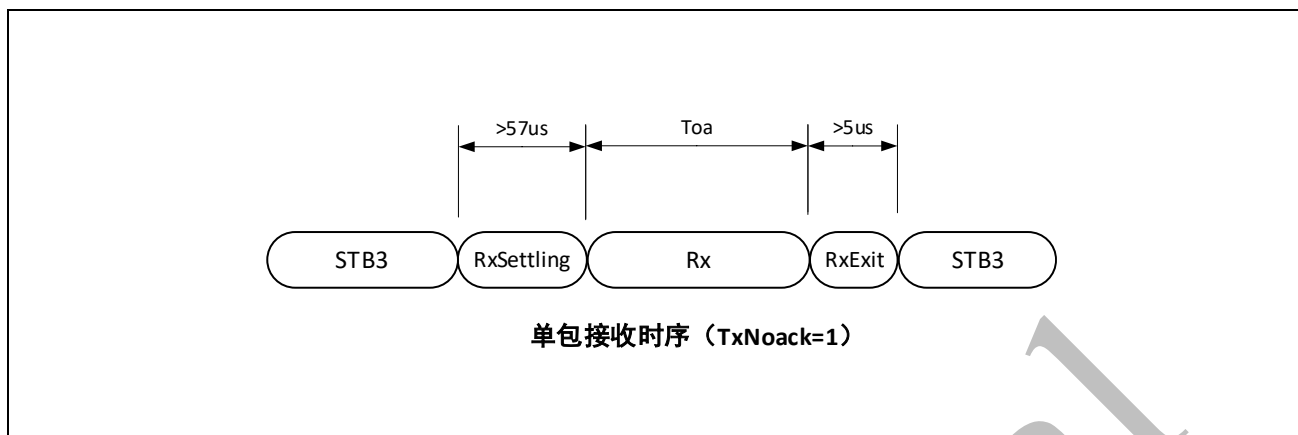 >57us Toa >5us
STB3 RxSettling Rx RxExit STB3
单包接收时序（TxNoack=1）